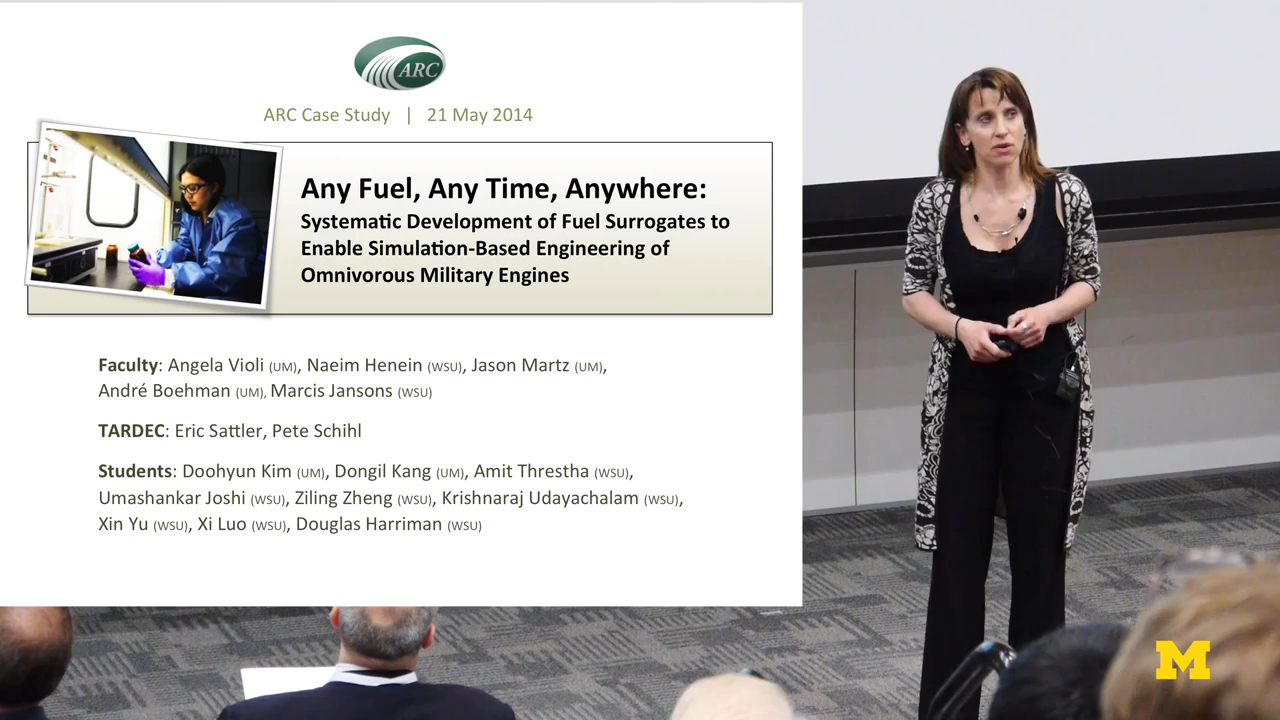 ARC
ARC Case Study | 21 May 2014
Any Fuel, Any Time, Anywhere:
Systematic Development of Fuel Surrogates to
Enable Simulation-Based Engineering of
Omnivorous Military Engines
Faculty: Angela Violi (UM), Naeim Henein (WSU), Jason Martz (UM),
André Boehman (UM), Marcis Jansons (WSU)
TARDEC: Eric Sattler, Pete Schihl
Students: Doohyun Kim (UM), Dongil Kang (UM), Amit Threstha (WSU),
Umashankar Joshi (WSU), Ziling Zheng (WSU), Krishnaraj Udayachalam (WSU),
Xin Yu (WSU), Xi Luo (WSU), Douglas Harriman (WSU)
M